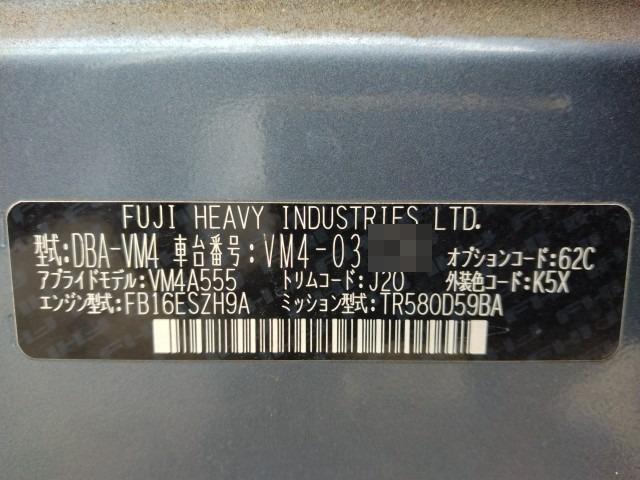 FUJI HEAVY INDUSTRIES LTD.
型式:DBA-VM4 車台番号:VM4-03 オプションコード:62C
アプライドモデル:VM4A555 トリムコード:J20 外装色コード:K5X
エンジン型式:FB16ESZH9A ミッション型式:TR580D59BA